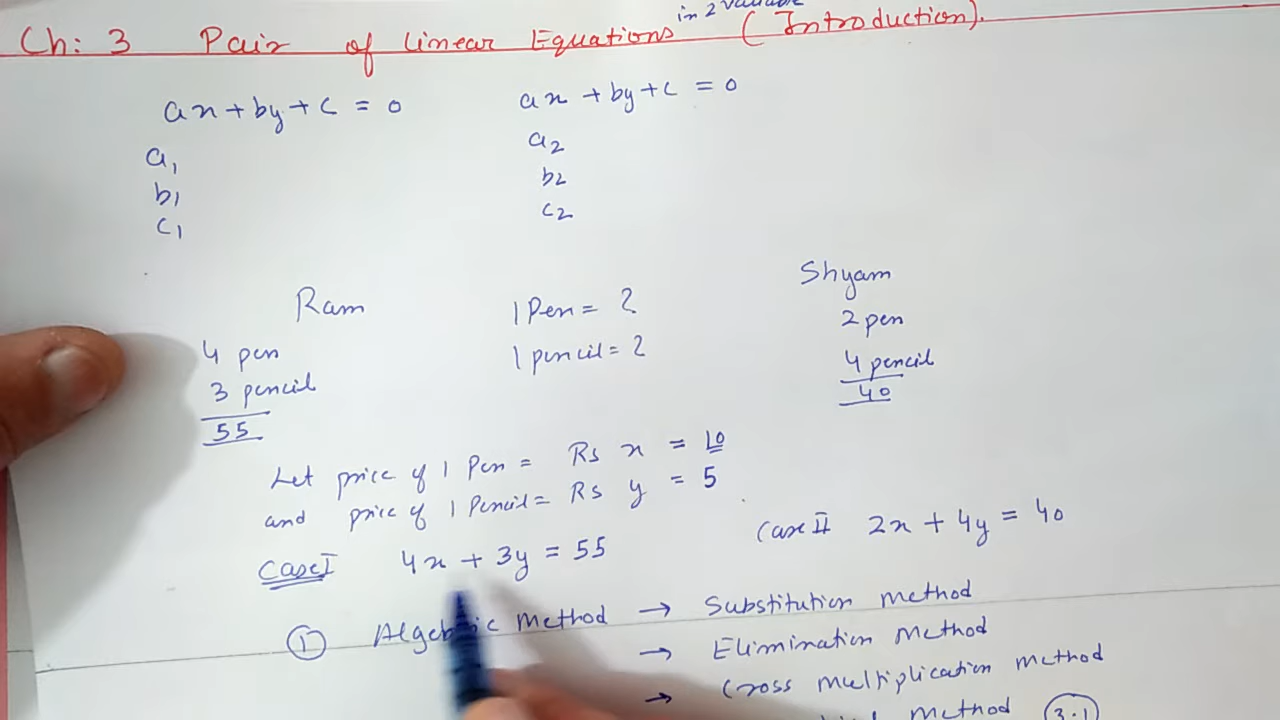 Ch: 3 Pair of Linear Equations in 2 Variable (Introduction).
ax + by + c = 0
a1
b1
c1
ax + by + c = 0
a2
b2
c2
Ram
4 pen
3 pencil
55
1 Pen = ?
1 pencil = ?
Shyam
2 pen
4 pencil
40
Let price of 1 Pen = Rs x = 10
and price of 1 Pencil = Rs y = 5
Case I 4x + 3y = 55
Case II 2x + 4y = 40
① Algebraic Method → Substitution Method
→ Elimination Method
→ Cross Multiplication Method
Method 3.1